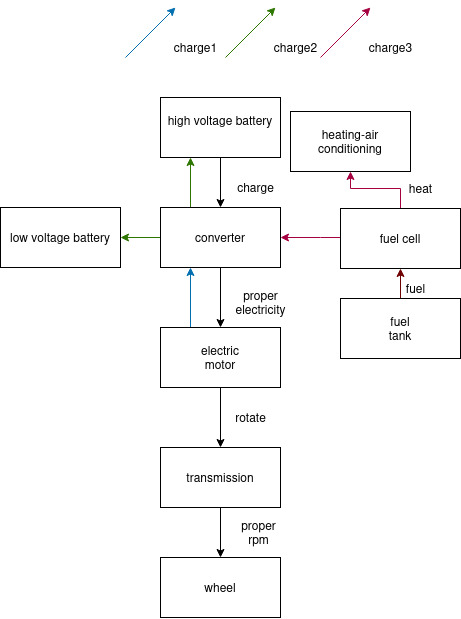 charge1
charge2
charge3
high voltage battery
heating-air
conditioning
charge
heat
low voltage battery
converter
fuel cell
proper
electricity
fuel
fuel
tank
electric
motor
rotate
transmission
proper
rpm
wheel